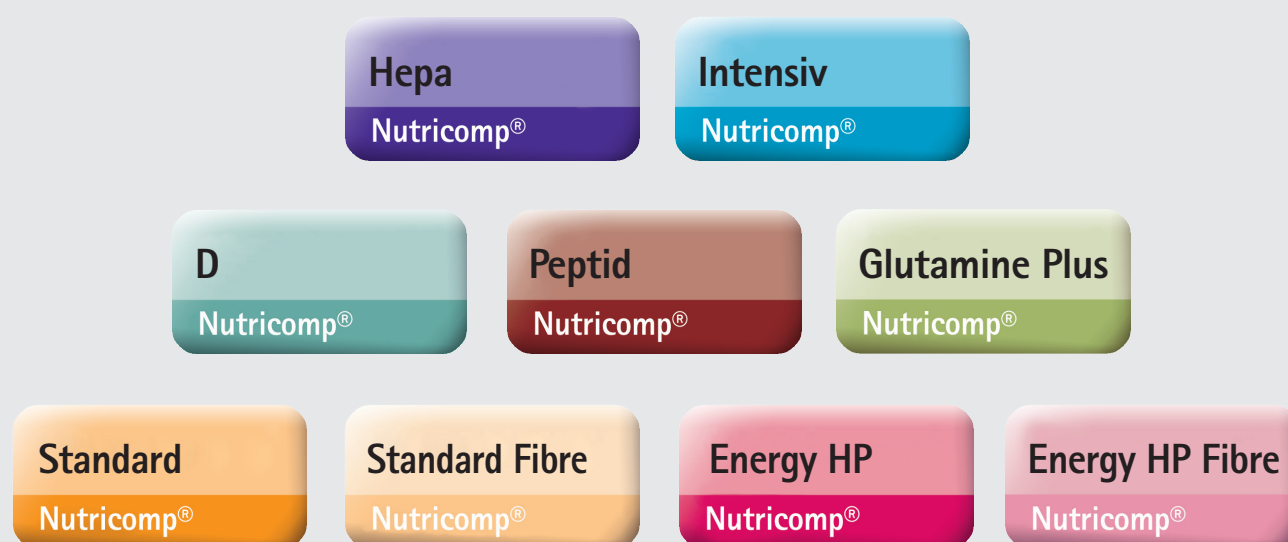 Hepa
Nutricomp®
Intensiv
Nutricomp®
D
Nutricomp®
Peptid
Nutricomp®
Glutamine Plus
Nutricomp®
Standard
Nutricomp®
Standard Fibre
Nutricomp®
Energy HP
Nutricomp®
Energy HP Fibre
Nutricomp®